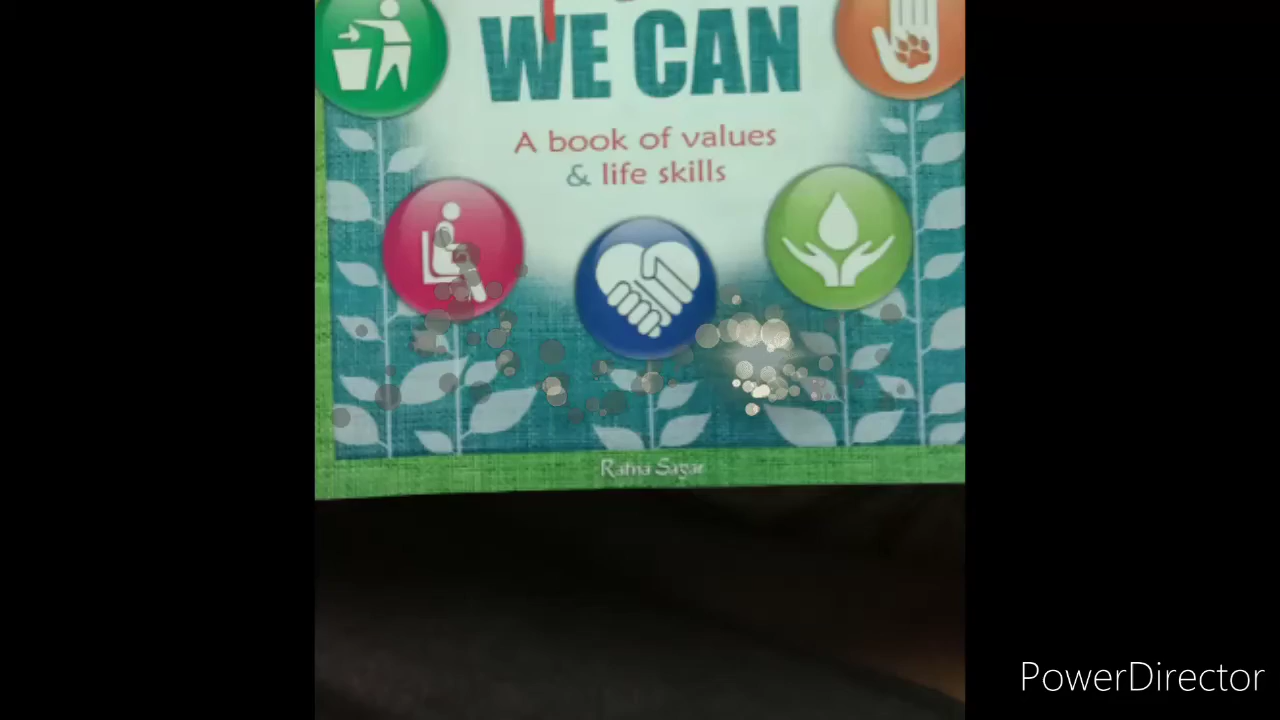 WE CAN
A book of values
& life skills
Ratna Sagar
PowerDirector